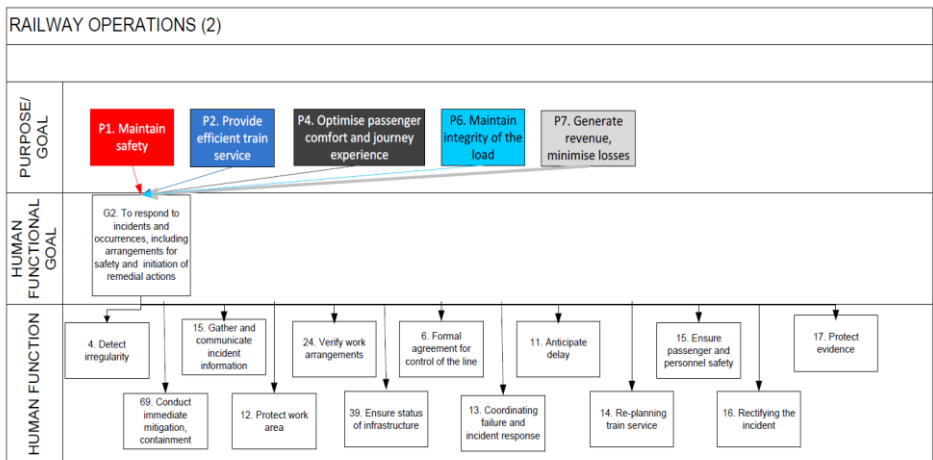 RAILWAY OPERATIONS (2)
PURPOSE/
GOAL
P1. Maintain
safety
P2. Provide
efficient train
service
P4. Optimise passenger
comfort and journey
experience
P6. Maintain
integrity of the
load
P7. Generate
revenue,
minimise losses
HUMAN
FUNCTIONAL
GOAL
G2. To respond to
incidents and
occurrences, including
arrangements for
safety and initiation of
remedial actions
HUMAN FUNCTION
4. Detect
irregularity
15. Gather and
communicate
incident
information
24. Verify work
arrangements
6. Formal
agreement for
control of the line
11. Anticipate
delay
15. Ensure
passenger and
personnel safety
17. Protect
evidence
69. Conduct
immediate
mitigation,
containment
12. Protect work
area
39. Ensure status
of infrastructure
13. Coordinating
failure and
incident response
14. Re-planning
train service
16. Rectifying the
incident